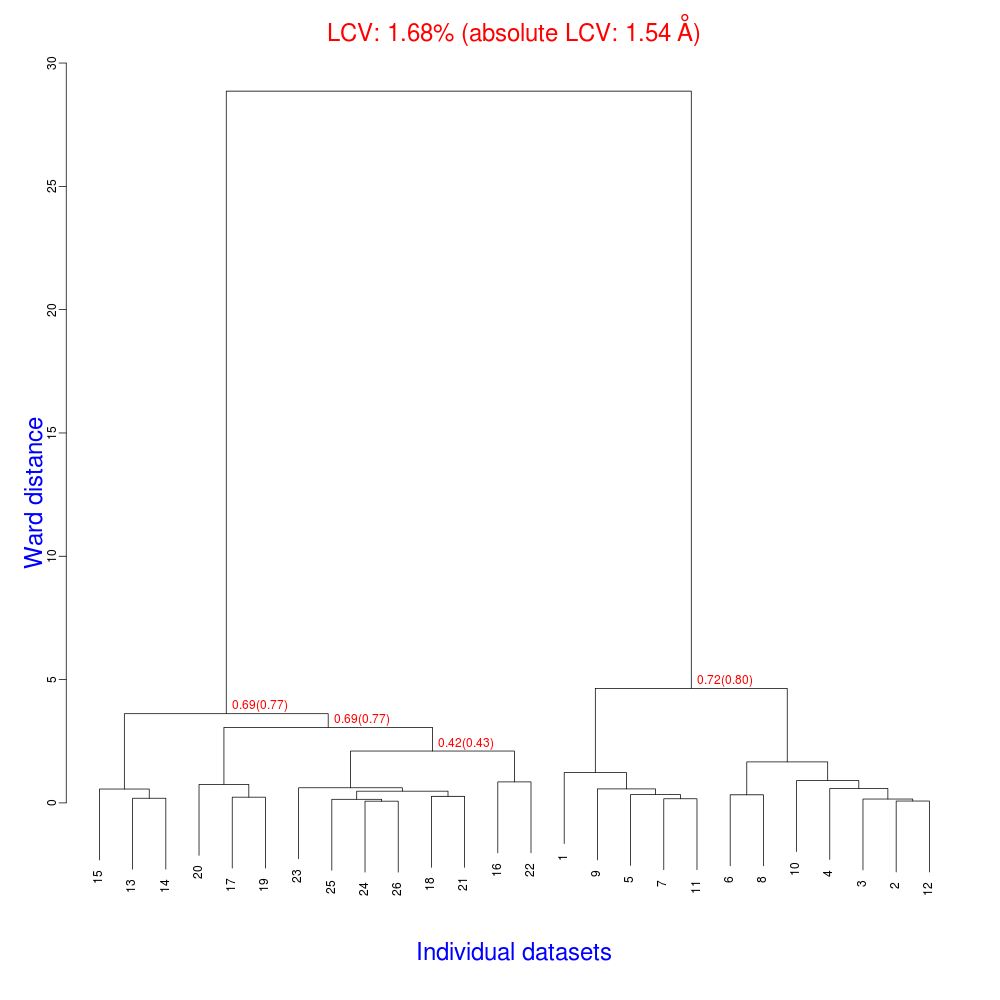 LCV: 1.68% (absolute LCV: 1.54 Å)
30
25
20
15
10
5
0
Ward distance
0.72(0.80)
0.69(0.77)
0.69(0.77)
0.42(0.43)
15 13 14 20 17 19 23 25 24 26 18 21 16 22 1 9 5 7 11 6 8 10 4 3 2 12
Individual datasets